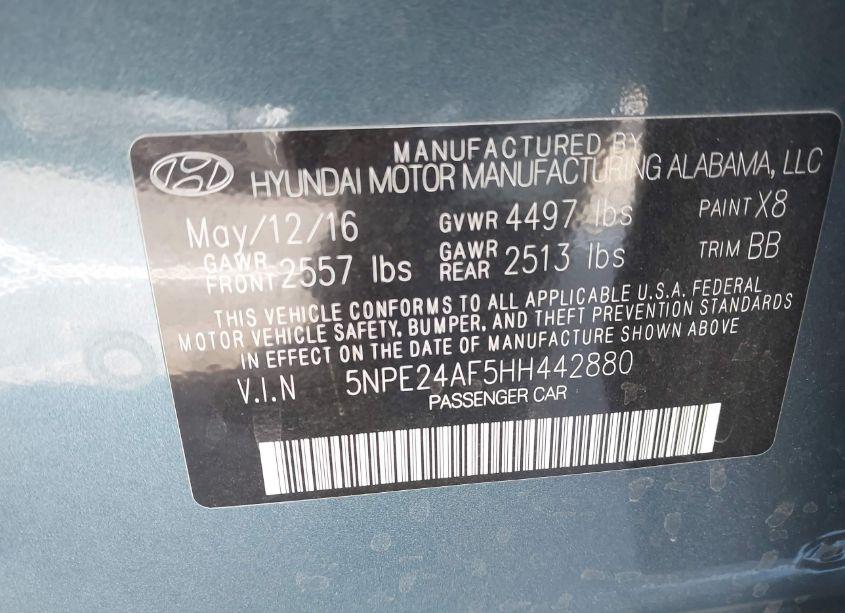 MANUFACTURED BY
HYUNDAI MOTOR MANUFACTURING ALABAMA, LLC
May/12/16 GVWR 4497 lbs PAINT X8
GAWR FRONT 2557 lbs GAWR REAR 2513 lbs TRIM BB
THIS VEHICLE CONFORMS TO ALL APPLICABLE U.S.A. FEDERAL
MOTOR VEHICLE SAFETY, BUMPER, AND THEFT PREVENTION STANDARDS
IN EFFECT ON THE DATE OF MANUFACTURE SHOWN ABOVE
V.I.N 5NPE24AF5HH442880
PASSENGER CAR